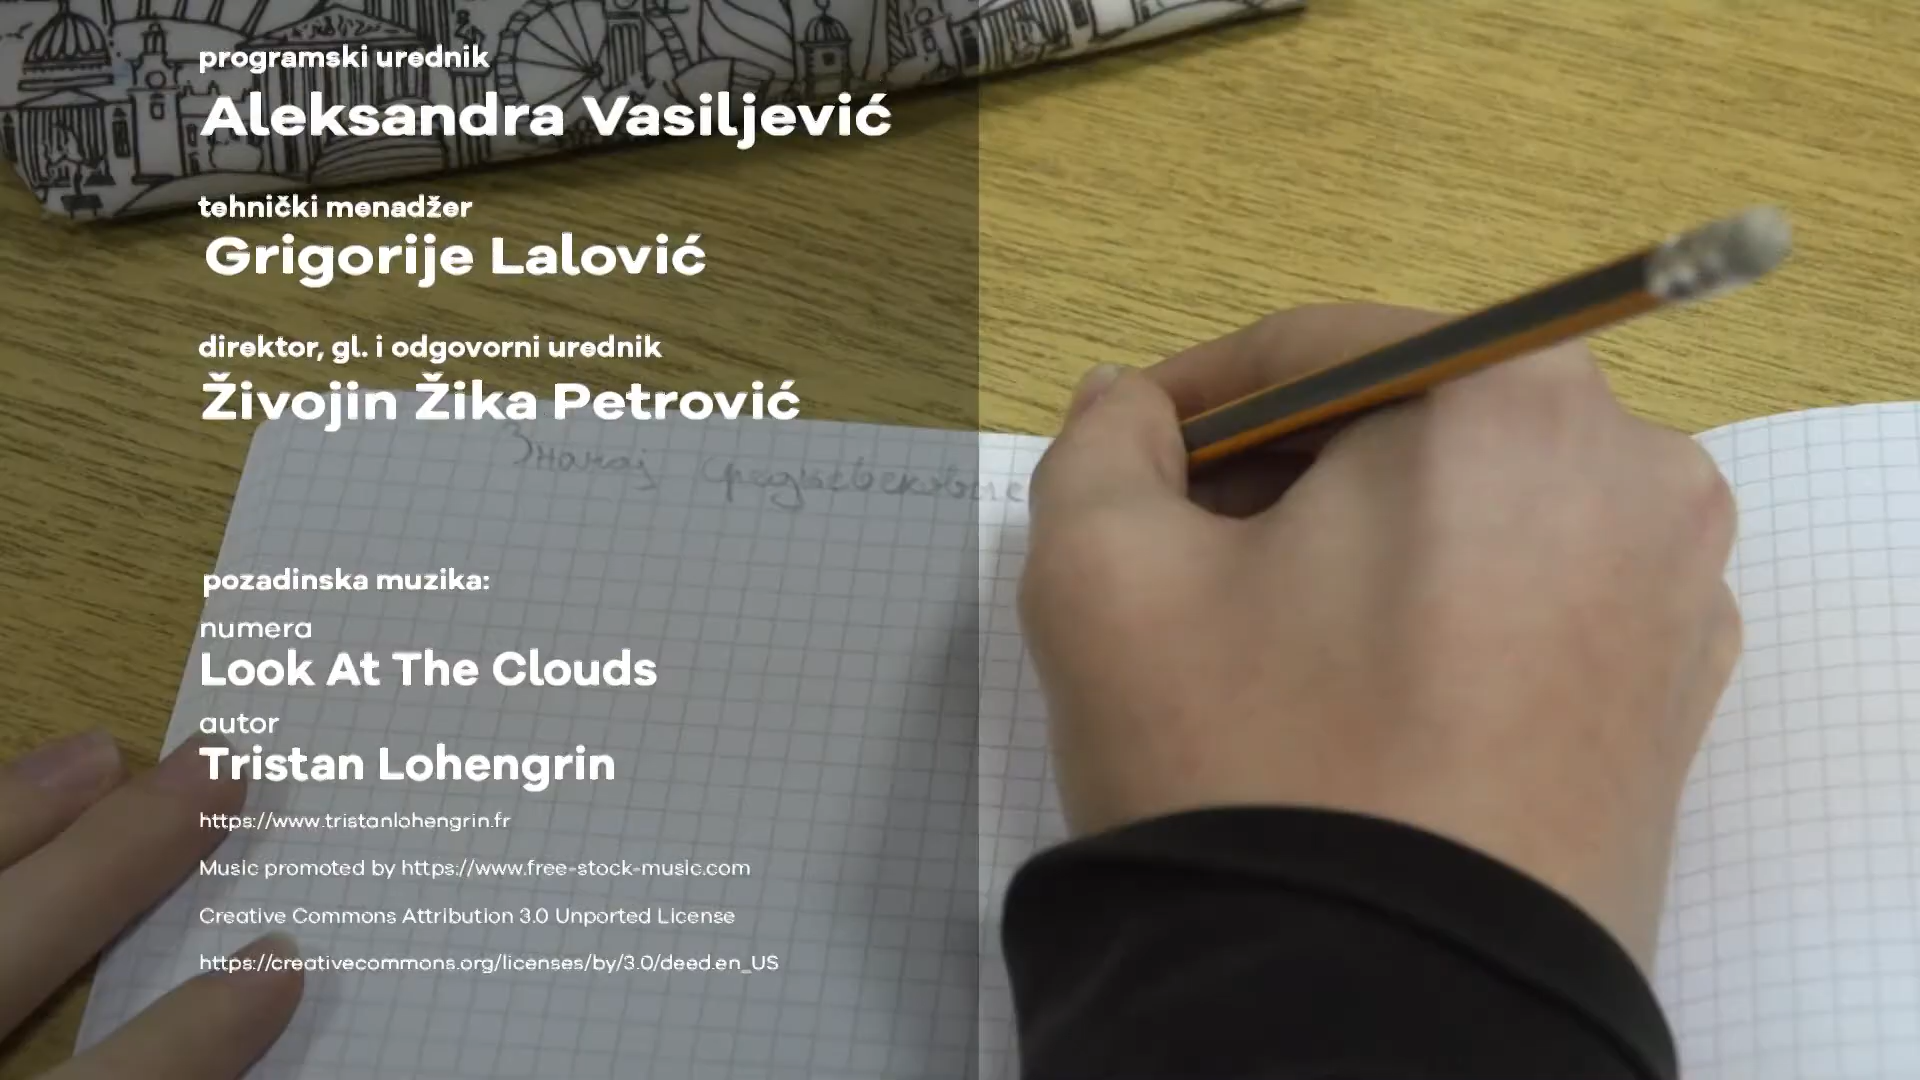 programski urednik
Aleksandra Vasiljević
tehnički menadžer
Grigorije Lalović
direktor, gl. i odgovorni urednik
Živojin Žika Petrović
Значај средњевековне
pozadinska muzika:
numera
Look At The Clouds
autor
Tristan Lohengrin
https://www.tristanlohengrin.fr
Music promoted by https://www.free-stock-music.com
Creative Commons Attribution 3.0 Unported License
https://creativecommons.org/licenses/by/3.0/deed.en_US